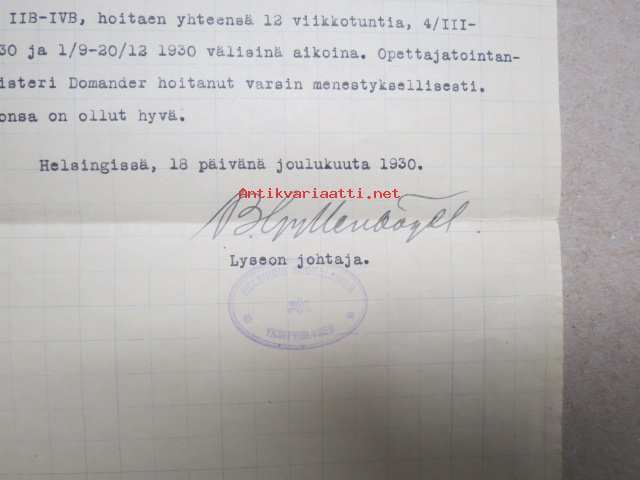 IIB-IVB, hoitaen yhteensä 12 viikkotuntia, 4/III-
30 ja 1/9-20/12 1930 välisinä aikoina. Opettajatointan-
isteri Domander hoitanut varsin menestyksellisesti.
onsa on ollut hyvä.
Helsingissä, 18 päivänä joulukuuta 1930.
Antikvariaatti.net
Lyseon johtaja.